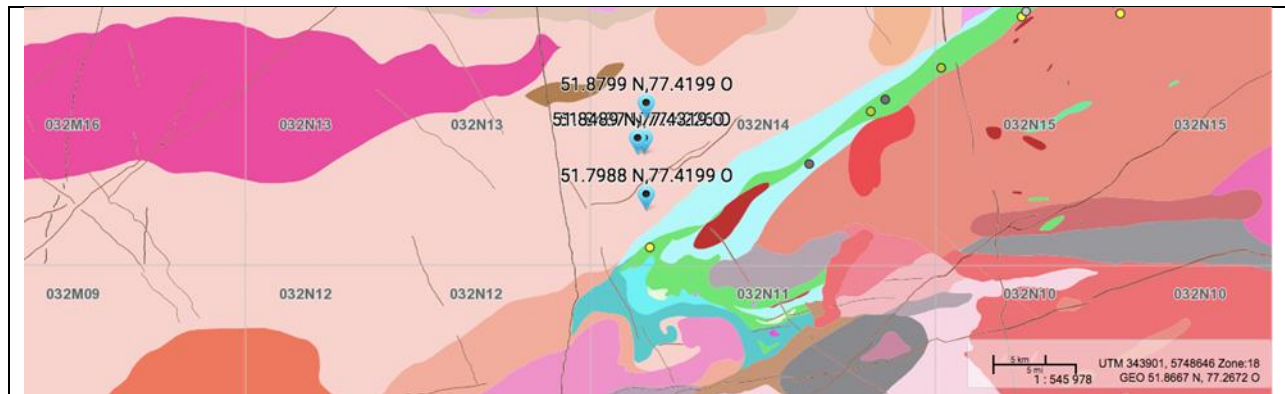 51.8799 N,77.4199 O
032M16
032N13
032N13
032N14
032N15
032N15
51.7988 N,77.4199 O
032M09
032N12
032N12
032N11
032N10
032N10
5 km
5 mi
1 : 545 978
UTM 343901, 5748646 Zone:18
GEO 51.8667 N, 77.2672 O